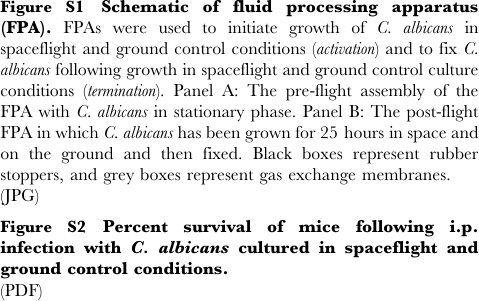 Figure S1 Schematic of fluid processing apparatus
(FPA). FPAs were used to initiate growth of C. albicans in
spaceflight and ground control conditions (activation) and to fix C.
albicans following growth in spaceflight and ground control culture
conditions (termination). Panel A: The pre-flight assembly of the
FPA with C. albicans in stationary phase. Panel B: The post-flight
FPA in which C. albicans has been grown for 25 hours in space and
on the ground and then fixed. Black boxes represent rubber
stoppers, and grey boxes represent gas exchange membranes.
(JPG)
Figure S2 Percent survival of mice following i.p.
infection with C. albicans cultured in spaceflight and
ground control conditions.
(PDF)